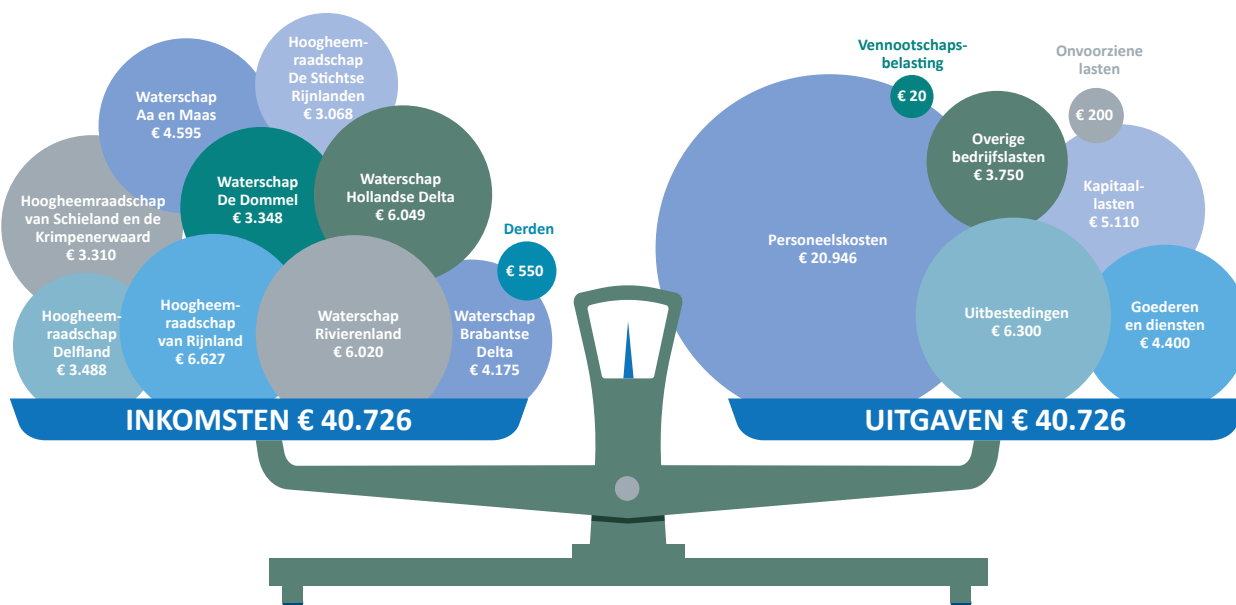 Hoogheem-
raadschap
De Stichtse
Rijnlanden
€ 3.068
Waterschap
Aa en Maas
€ 4.595
Waterschap
De Dommel
€ 3.348
Waterschap
Hollandse Delta
€ 6.049
Hoogheemraadschap
van Schieland en de
Krimpenerwaard
€ 3.310
Derden
€ 550
Hoogheem-
raadschap
Delfland
€ 3.488
Hoogheem-
raadschap
van Rijnland
€ 6.627
Waterschap
Rivierenland
€ 6.020
Waterschap
Brabantse
Delta
€ 4.175
INKOMSTEN € 40.726
Vennootschaps-
belasting
€ 20
Onvoorziene
lasten
€ 200
Overige
bedrijfslasten
€ 3.750
Kapitaal-
lasten
€ 5.110
Personeelskosten
€ 20.946
Uitbestedingen
€ 6.300
Goederen
en diensten
€ 4.400
UITGAVEN € 40.726